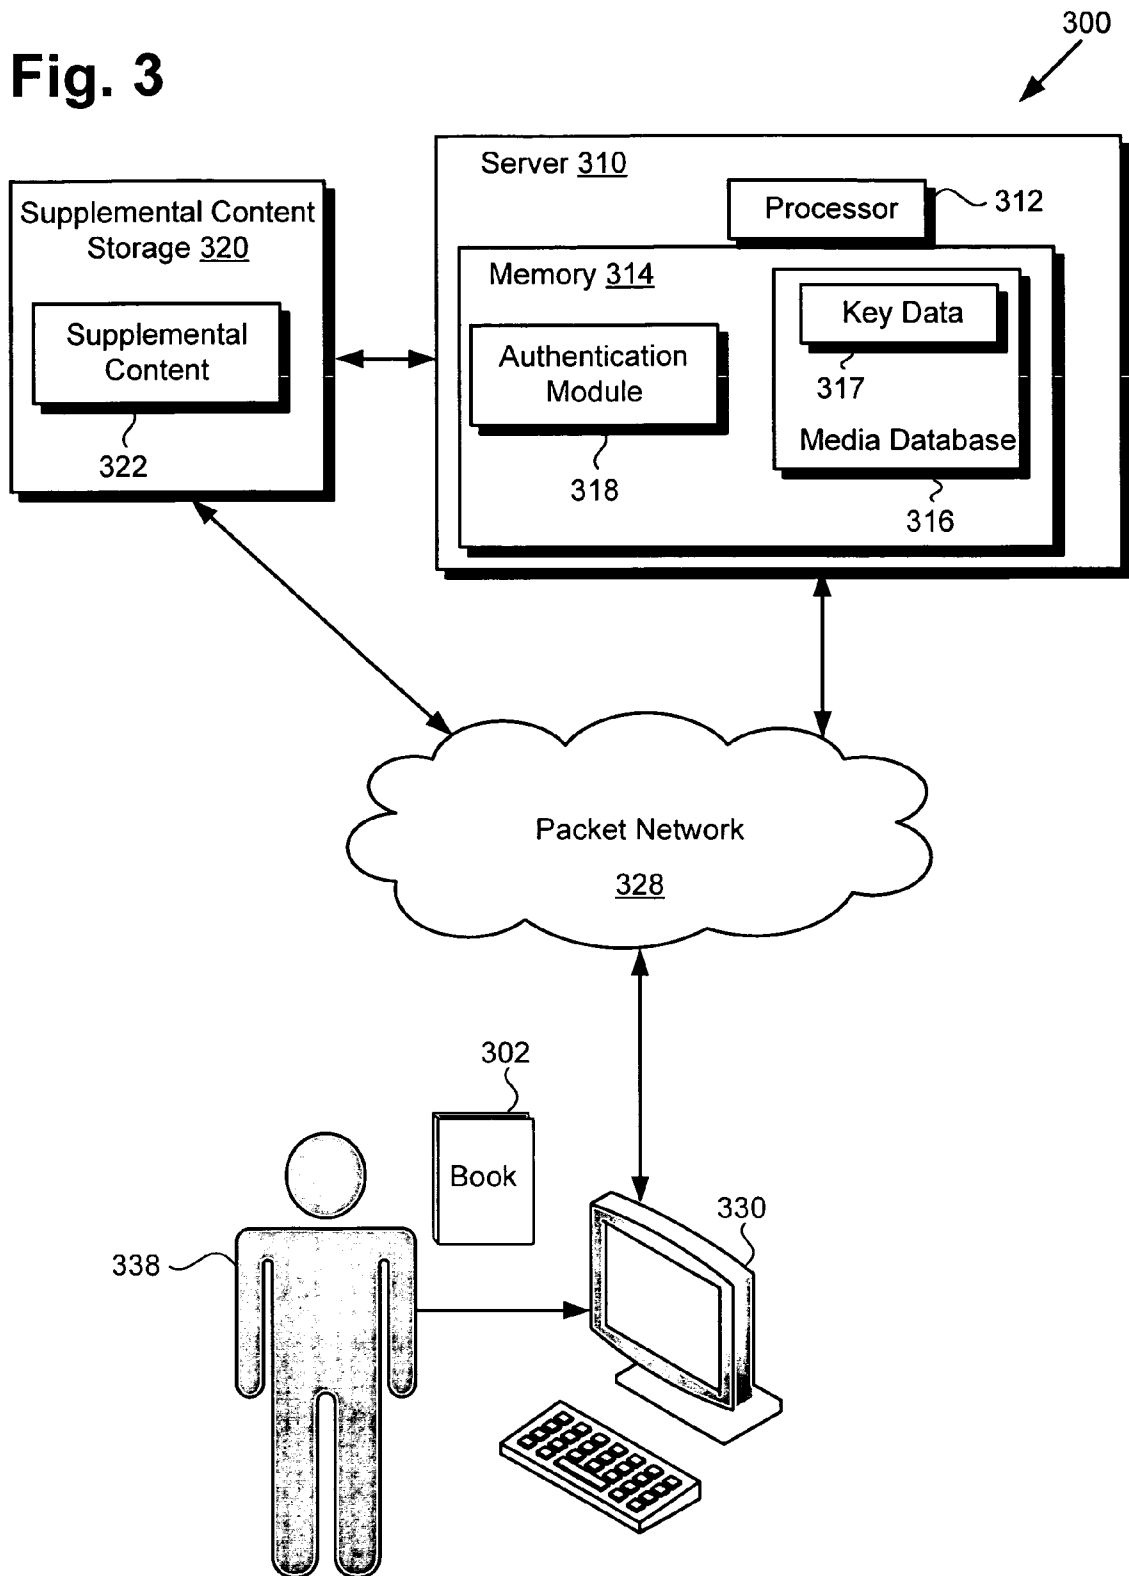 300
Fig. 3
Server 310
Processor
312
Supplemental Content
Storage 320
Memory 314
Key Data
Supplemental
Content
Authentication
Module
317
Media Database
322
318
316
Packet Network
328
302
Book
330
338